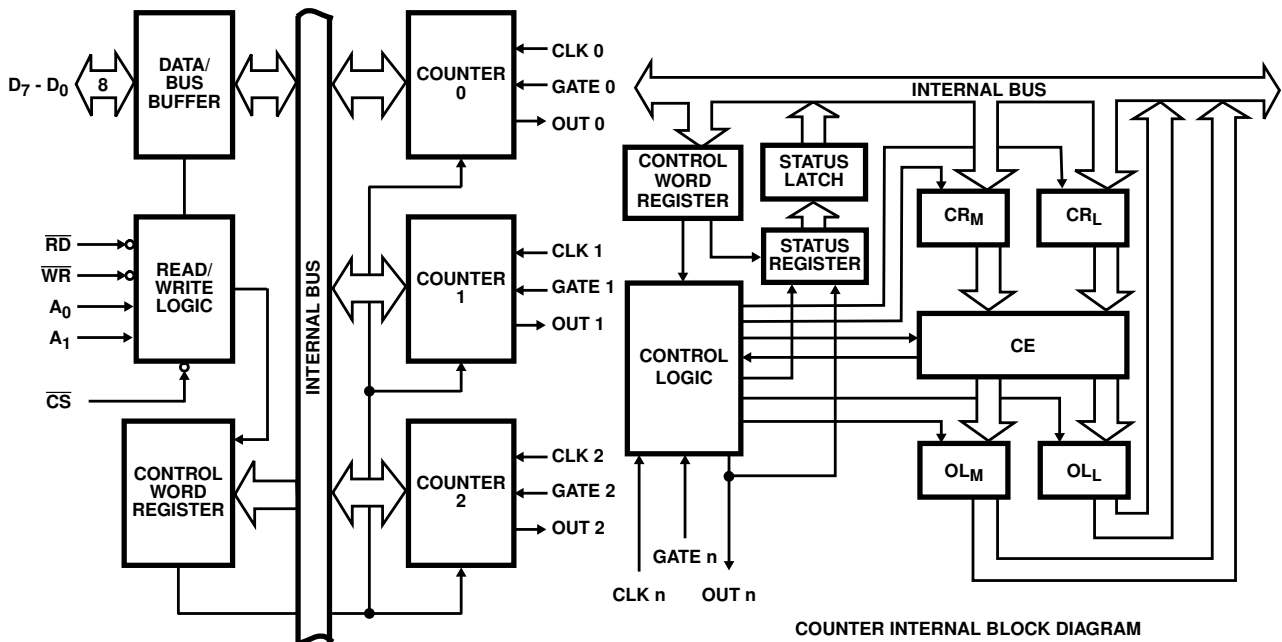 D7 - D0
8
DATA/
BUS
BUFFER
COUNTER
0
CLK 0
GATE 0
OUT 0
RD
WR
A0
A1
CS
READ/
WRITE
LOGIC
INTERNAL BUS
COUNTER
1
CLK 1
GATE 1
OUT 1
CONTROL
WORD
REGISTER
COUNTER
2
CLK 2
GATE 2
OUT 2
INTERNAL BUS
CONTROL
WORD
REGISTER
STATUS
LATCH
STATUS
REGISTER
CRM
CRL
CONTROL
LOGIC
CE
OLM
OLL
GATE n
CLK n
OUT n
COUNTER INTERNAL BLOCK DIAGRAM